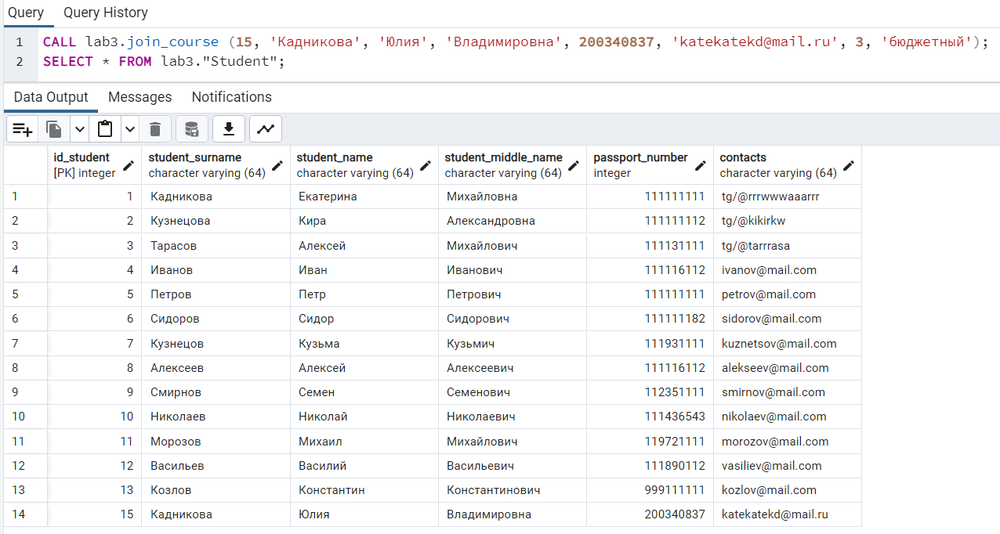 Query Query History
1 CALL lab3.join_course (15, 'Кадникова', 'Юлия', 'Владимировна', 200340837, 'katekatekd@mail.ru', 3, 'бюджетный');
2 SELECT * FROM lab3."Student";
Data Output Messages Notifications
id_student student_surname student_name student_middle_name passport_number contacts
[PK] integer character varying (64) character varying (64) character varying (64) integer character varying (64)
1 1 Кадникова Екатерина Михайловна 111111111 tg/@rrrwwwaaarrr
2 2 Кузнецова Кира Александровна 111111112 tg/@kikirkw
3 3 Тарасов Алексей Михайлович 111131111 tg/@tarrrasa
4 4 Иванов Иван Иванович 111116112 ivanov@mail.com
5 5 Петров Петр Петрович 111111111 petrov@mail.com
6 6 Сидоров Сидор Сидорович 111111182 sidorov@mail.com
7 7 Кузнецов Кузьма Кузьмич 111931111 kuznetsov@mail.com
8 8 Алексеев Алексей Алексеевич 111116112 alekseev@mail.com
9 9 Смирнов Семен Семенович 112351111 smirnov@mail.com
10 10 Николаев Николай Николаевич 111436543 nikolaev@mail.com
11 11 Морозов Михаил Михайлович 119721111 morozov@mail.com
12 12 Васильев Василий Васильевич 111890112 vasiliev@mail.com
13 13 Козлов Константин Константинович 999111111 kozlov@mail.com
14 15 Кадникова Юлия Владимировна 200340837 katekatekd@mail.ru